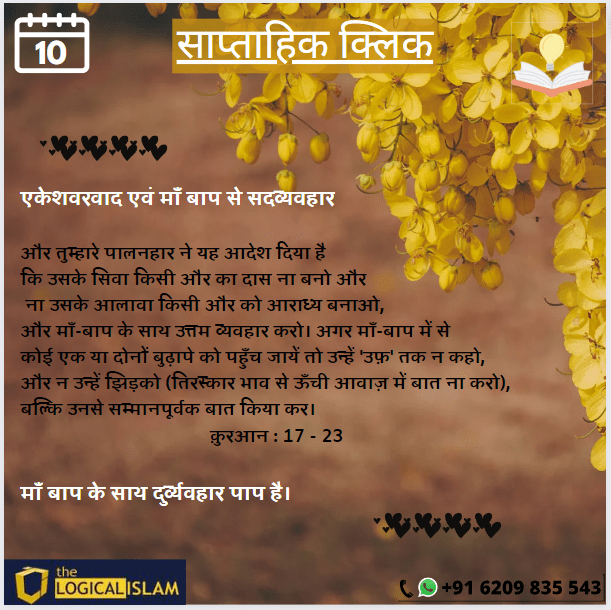 10
साप्ताहिक क्लिक
एकेशवरवाद एवं माँ बाप से सदव्यवहार
और तुम्हारे पालनहार ने यह आदेश दिया है
कि उसके सिवा किसी और का दास ना बनो और
ना उसके आलावा किसी और को आराध्य बनाओ,
और माँ-बाप के साथ उत्तम व्यवहार करो। अगर माँ-बाप में से
कोई एक या दोनों बुढ़ापे को पहुँच जायें तो उन्हें 'उफ़' तक न कहो,
और न उन्हें झिड़को (तिरस्कार भाव से ऊँची आवाज़ में बात ना करो),
बल्कि उनसे सम्मानपूर्वक बात किया कर।
क़ुरआन : 17 - 23
माँ बाप के साथ दुर्व्यवहार पाप है।
the
LOGICAL ISLAM
+91 6209 835 543